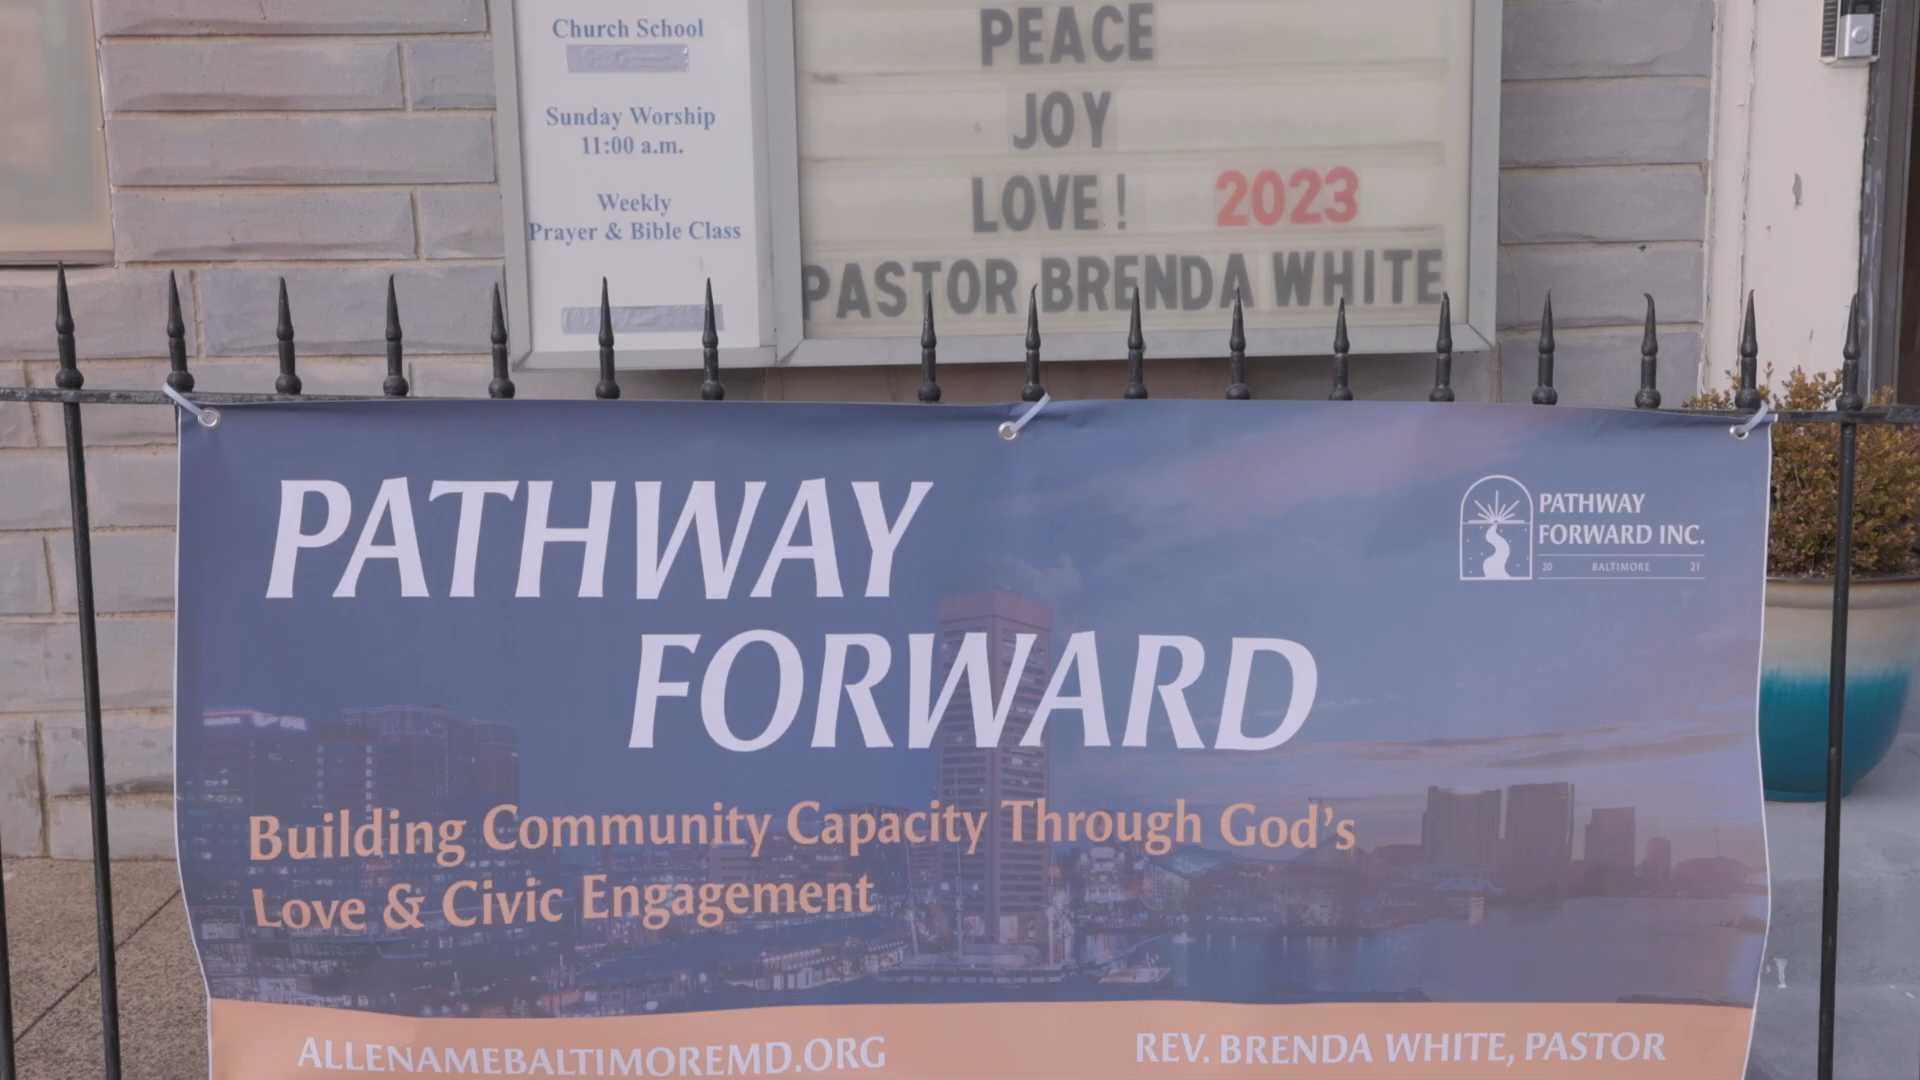 Church School
Sunday Worship
11:00 a.m.
Weekly
Prayer & Bible Class
PEACE
JOY
LOVE! 2023
PASTOR BRENDA WHITE
PATHWAY
FORWARD
PATHWAY
FORWARD INC.
20 BALTIMORE 21
Building Community Capacity Through God's
Love & Civic Engagement
ALLENAMEBALTIMOREMD.ORG
REV. BRENDA WHITE, PASTOR